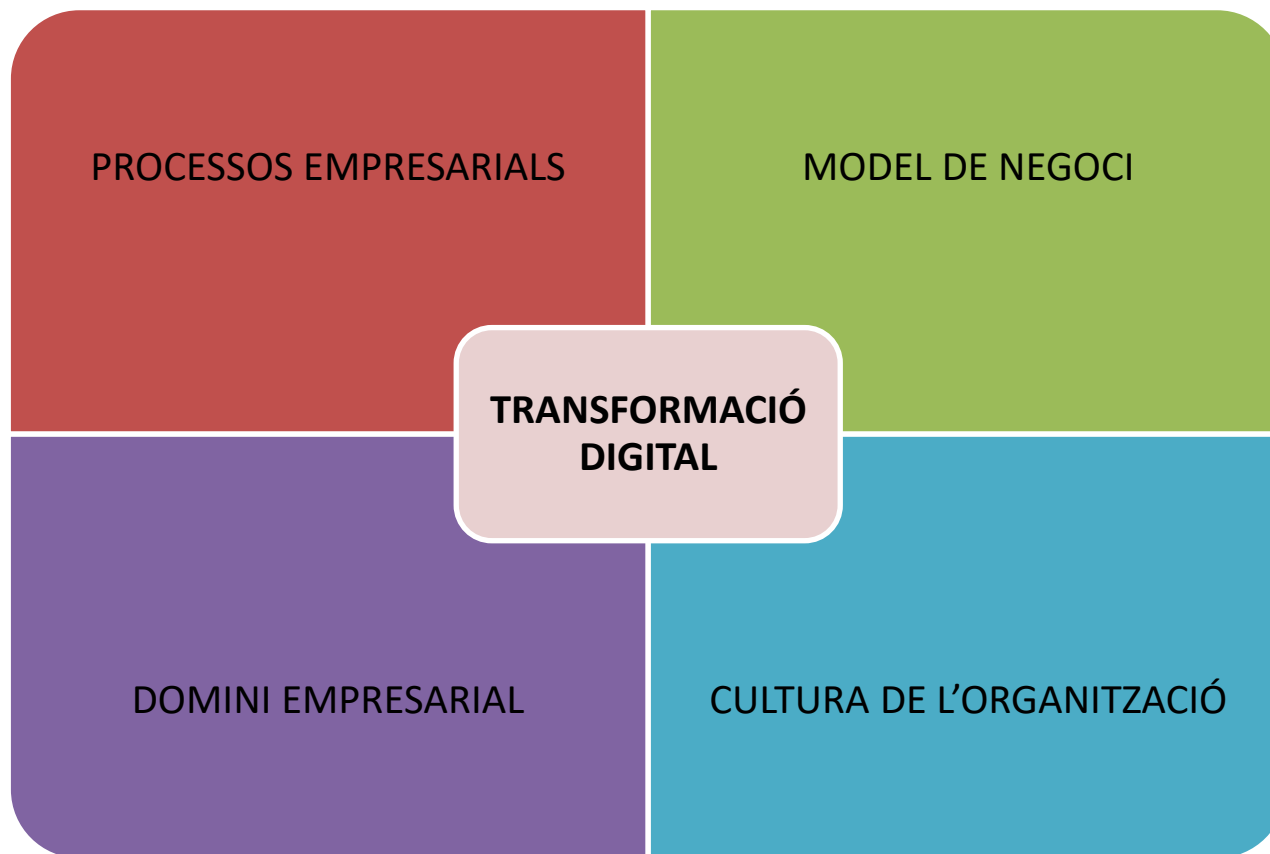 PROCESSOS EMPRESARIALS
MODEL DE NEGOCI
TRANSFORMACIÓ
DIGITAL
DOMINI EMPRESARIAL
CULTURA DE L’ORGANITZACIÓ